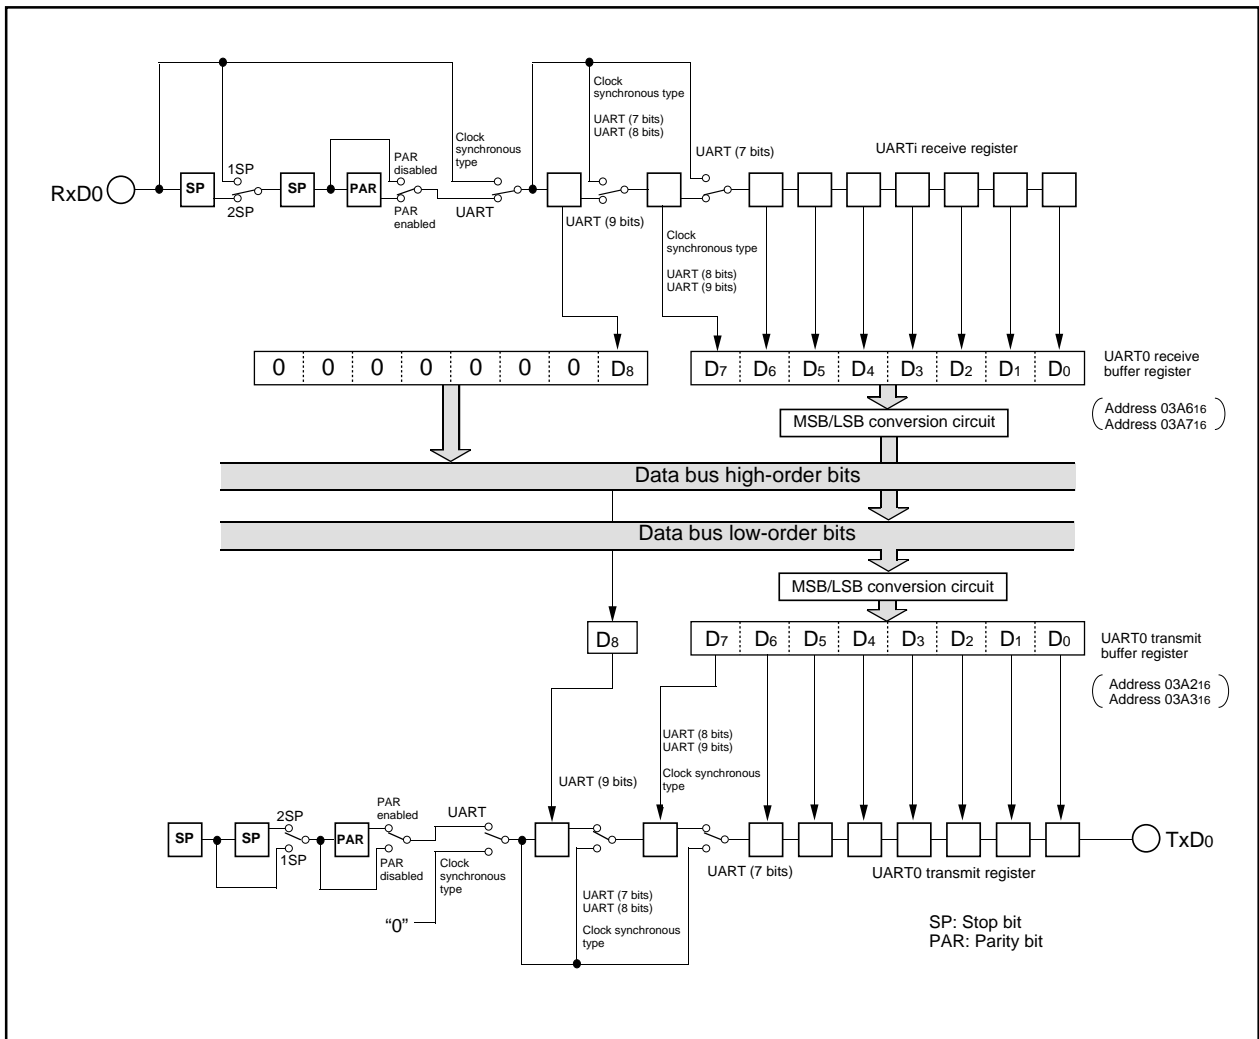 Clock
synchronous type
UART (7 bits)
UART (8 bits)
Clock
synchronous
type
PAR
disabled
UART (7 bits)
UARTi receive register
1SP
RxD0
SP
SP
PAR
2SP
PAR
enabled
UART
UART (9 bits)
Clock
synchronous type
UART (8 bits)
UART (9 bits)
0 0 0 0 0 0 0 D8
D7 D6 D5 D4 D3 D2 D1 D0
UART0 receive
buffer register
MSB/LSB conversion circuit
Address 03A616
Address 03A716
Data bus high-order bits
Data bus low-order bits
MSB/LSB conversion circuit
D8
D7 D6 D5 D4 D3 D2 D1 D0
UART0 transmit
buffer register
Address 03A216
Address 03A316
UART (8 bits)
UART (9 bits)
Clock synchronous
type
UART (9 bits)
PAR
enabled
2SP
UART
SP
SP
PAR
TxD0
1SP
PAR
disabled
Clock
synchronous
type
UART (7 bits)
UART0 transmit register
UART (7 bits)
UART (8 bits)
Clock synchronous
type
“0”
SP: Stop bit
PAR: Parity bit